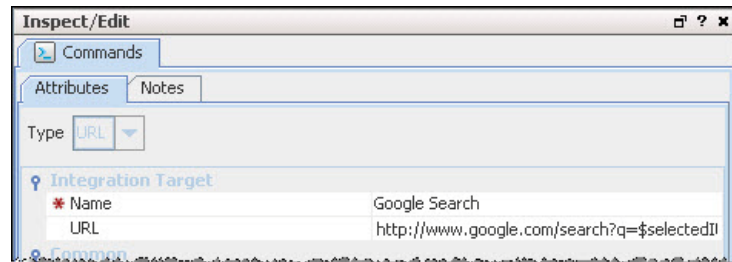 Inspect/Edit
Commands
Attributes Notes
Type URL
Integration Target
* Name Google Search
URL http://www.google.com/search?q=$selectedI
Common